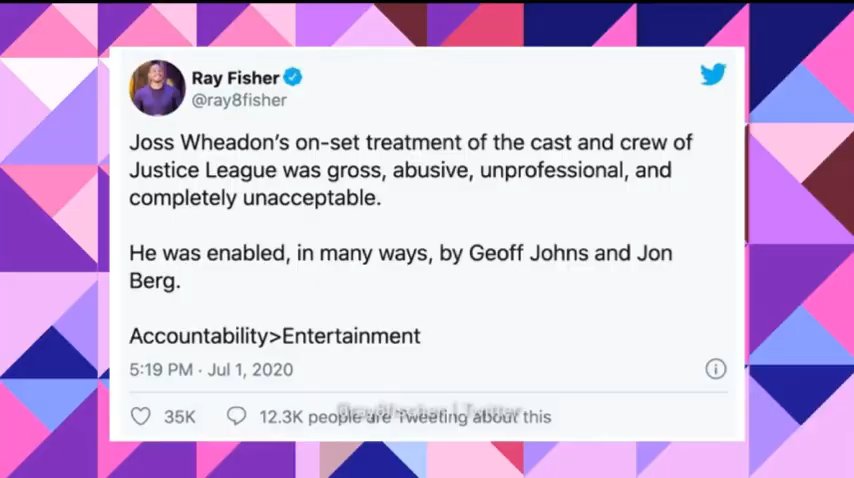 Ray Fisher
@ray8fisher
Joss Wheadon's on-set treatment of the cast and crew of
Justice League was gross, abusive, unprofessional, and
completely unacceptable.
He was enabled, in many ways, by Geoff Johns and Jon
Berg.
Accountability>Entertainment
5:19 PM · Jul 1, 2020
35K 12.3K people are Tweeting about this
@ray8fisher | Twitter